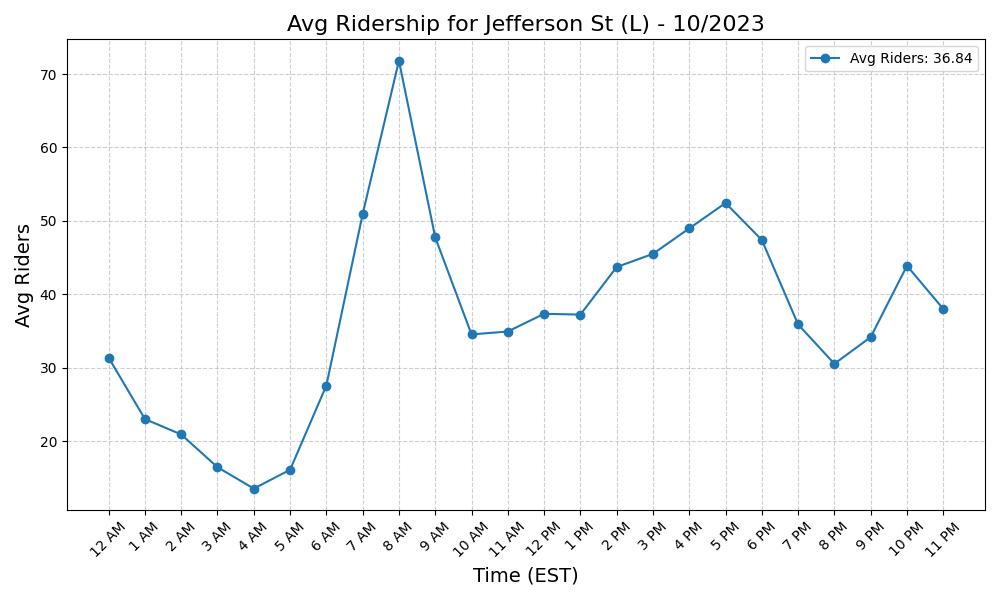 Avg Ridership for Jefferson St (L) - 10/2023
Avg Riders: 36.84
Avg Riders
70
60
50
40
30
20
12 AM
1 AM
2 AM
3 AM
4 AM
5 AM
6 AM
7 AM
8 AM
9 AM
10 AM
11 AM
12 PM
1 PM
2 PM
3 PM
4 PM
5 PM
6 PM
7 PM
8 PM
9 PM
10 PM
11 PM
Time (EST)